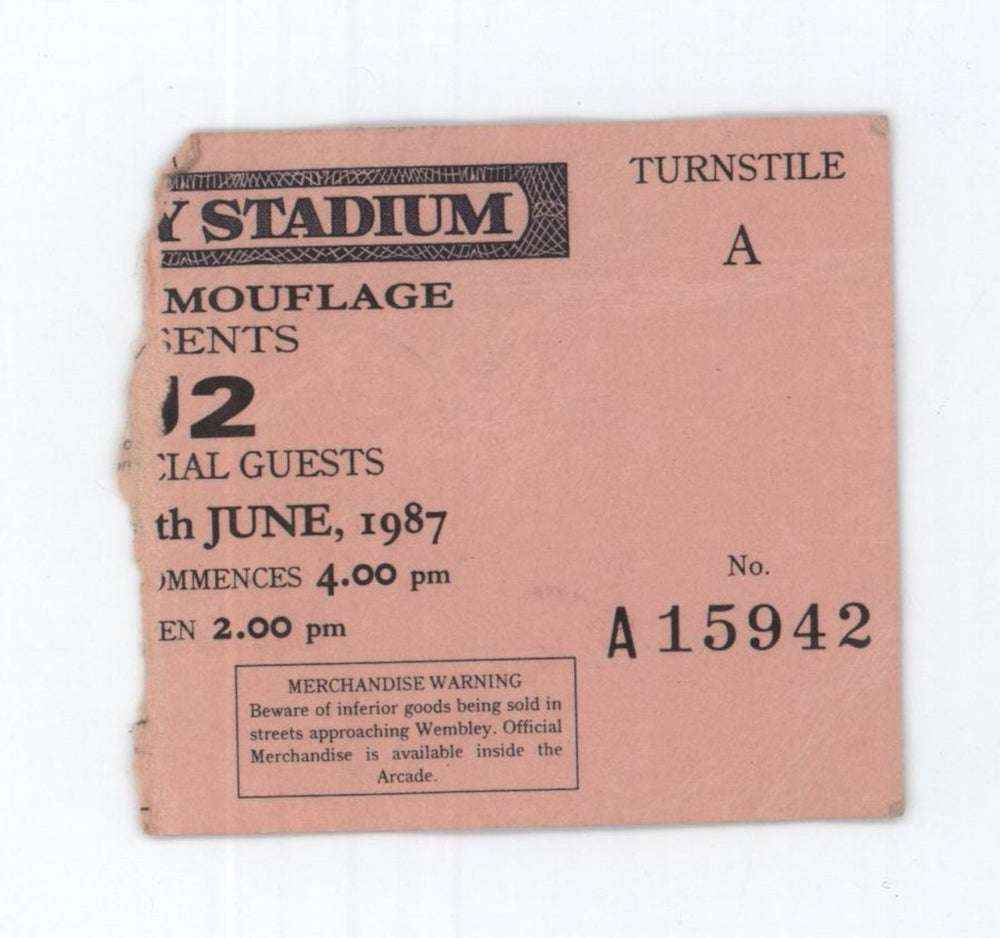 Y STADIUM
MOUFLAGE
SENTS
U2
CIAL GUESTS
th JUNE, 1987
OMMENCES 4.00 pm
EN 2.00 pm
MERCHANDISE WARNING
Beware of inferior goods being sold in
streets approaching Wembley. Official
Merchandise is available inside the
Arcade.
TURNSTILE
A
No.
A 15942